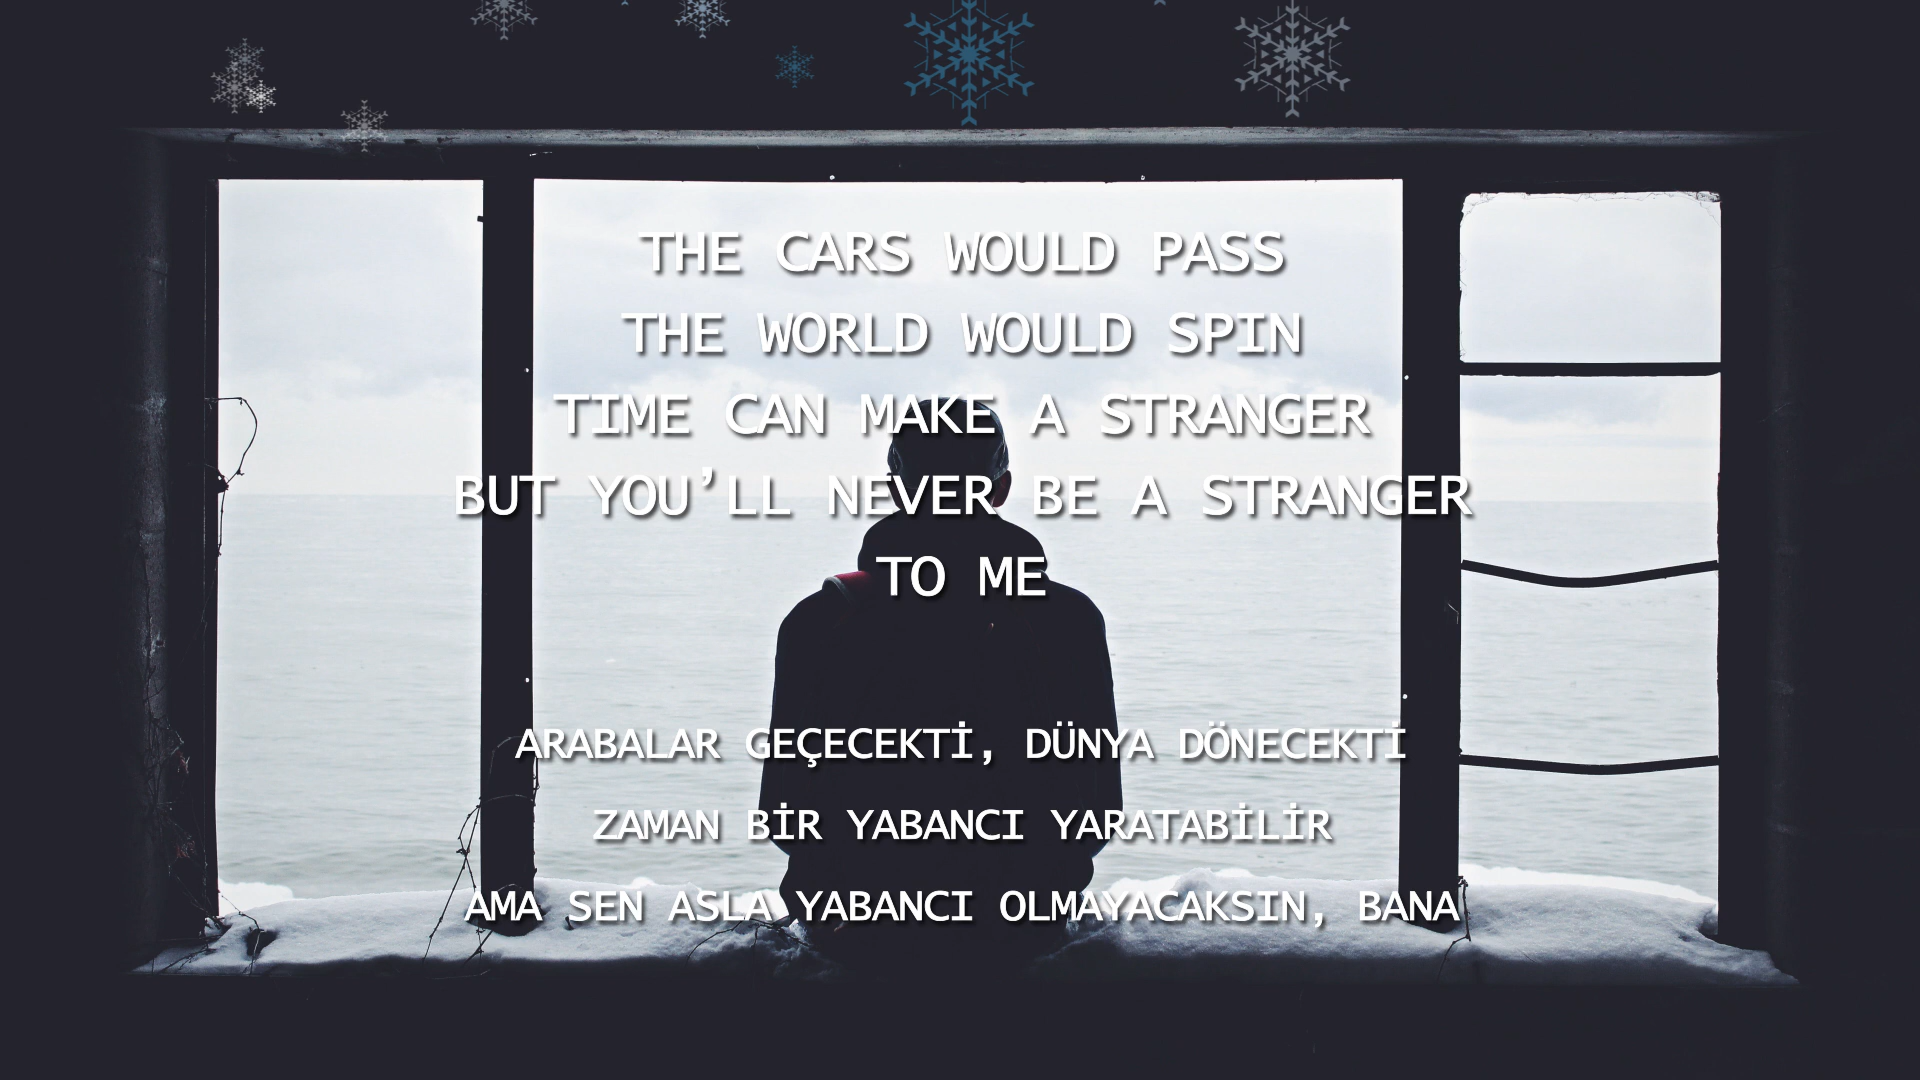 THE CARS WOULD PASS
THE WORLD WOULD SPIN
TIME CAN MAKE A STRANGER
BUT YOU’LL NEVER BE A STRANGER
TO ME
ARABALAR GEÇECEKTİ, DÜNYA DÖNECEKTİ
ZAMAN BİR YABANCI YARATABİLİR
AMA SEN ASLA YABANCI OLMAYACAKSIN, BANA